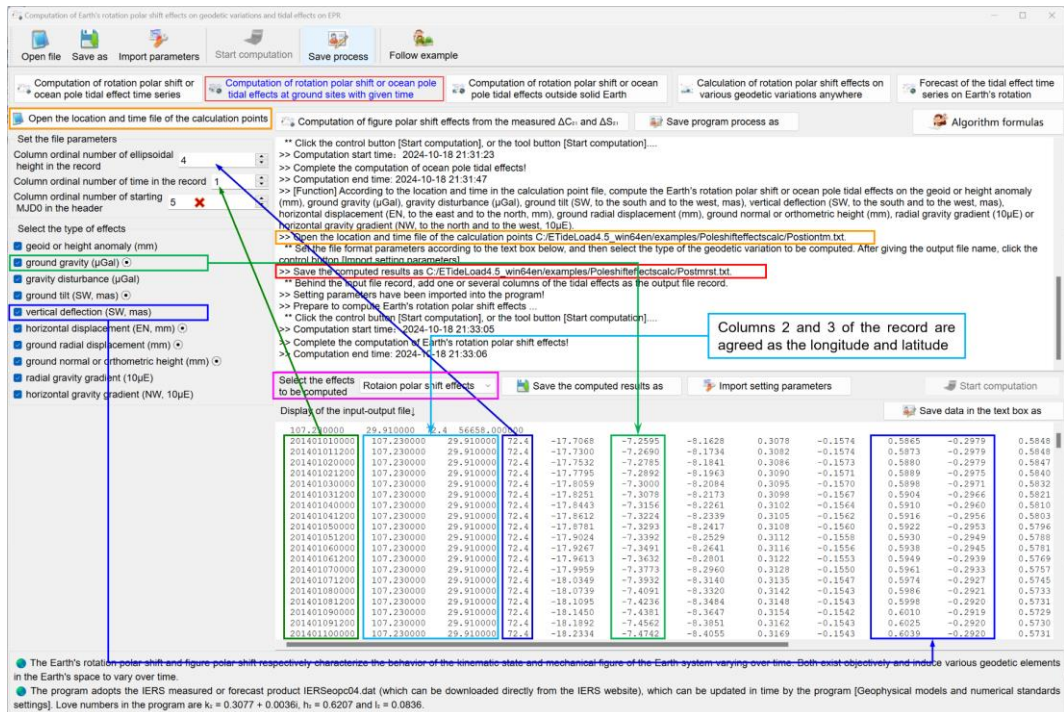 Computation of Earth's rotation polar shift effects on geodetic variations and tidal effects on EPR
Open file Save as Import parameters Start computation Save process Follow example
Computation of rotation polar shift or
ocean pole tidal effect time series
Computation of rotation polar shift or ocean pole
tidal effects at ground sites with given time
Computation of rotation polar shift or ocean
pole tidal effects outside solid Earth
Calculation of rotation polar shift effects on
various geodetic variations anywhere
Forecast of the tidal effect time
series on Earth's rotation
Open the location and time file of the calculation points
Computation of figure polar shift effects from the measured ΔC₂₁ and ΔS₂₁
Save program process as
Algorithm formulas
Set the file parameters
Column ordinal number of ellipsoidal
height in the record 4
Column ordinal number of time in the record 1
Column ordinal number of starting
MJD0 in the header 5
Select the type of effects
geoid or height anomaly (mm)
ground gravity (μGal)
gravity disturbance (μGal)
ground tilt (SW, mas)
vertical deflection (SW, mas)
horizontal displacement (EN, mm)
ground radial displacement (mm)
ground normal or orthometric height (mm)
radial gravity gradient (10μE)
horizontal gravity gradient (NW, 10μE)
** Click the control button [Start computation], or the tool button [Start computation]....
>> Computation start time: 2024-10-18 21:31:23
>> Complete the computation of ocean pole tidal effects!
>> Computation end time: 2024-10-18 21:31:47
>> [Function] According to the location and time in the calculation point file, compute the Earth's rotation polar shift or ocean pole tidal effects on the geoid or height anomaly
(mm), ground gravity (μGal), gravity disturbance (μGal), ground tilt (SW, to the south and to the west, mas), vertical deflection (SW, to the south and to the west, mas),
horizontal displacement (EN, to the east and to the north, mm), ground radial displacement (mm), ground normal or orthometric height (mm), radial gravity gradient (10μE) or
horizontal gravity gradient (NW, to the north and to the west, 10μE).
>> Open the location and time file of the calculation points C:/ETideLoad4.5_win64en/examples/Poleshifteffectscalc/Postiontm.txt.
** Set the file format parameters according to the text box below, and then select the type of the geodetic variation to be computed. After giving the output file name, click the
control button [Import setting parameters]....
>> Save the computed results as C:/ETideLoad4.5_win64en/examples/Poleshifteffectscalc/Postmrst.txt.
** Behind the input file record, add one or several columns of the tidal effects as the output file record.
>> Setting parameters have been imported into the program!
>> Prepare to compute Earth's rotation polar shift effects ...
** Click the control button [Start computation], or the tool button [Start computation]....
>> Computation start time: 2024-10-18 21:33:05
>> Complete the computation of Earth's rotation polar shift effects!
>> Computation end time: 2024-10-18 21:33:06
Columns 2 and 3 of the record are
agreed as the longitude and latitude
Select the effects
to be computed
Rotaion polar shift effects
Save the computed results as
Import setting parameters
Start computation
Display of the input-output file↓
Save data in the text box as
107.230000 29.910000 72.4 56658.000000
201401010000 107.230000 29.910000 72.4 -17.7068 -7.2595 -8.1628 0.3078 -0.1574 0.5865 -0.2979 0.5848
201401011200 107.230000 29.910000 72.4 -17.7300 -7.2690 -8.1734 0.3082 -0.1574 0.5873 -0.2979 0.5848
201401020000 107.230000 29.910000 72.4 -17.7532 -7.2785 -8.1841 0.3086 -0.1573 0.5880 -0.2979 0.5847
201401021200 107.230000 29.910000 72.4 -17.7795 -7.2892 -8.1963 0.3090 -0.1571 0.5889 -0.2975 0.5840
201401030000 107.230000 29.910000 72.4 -17.8059 -7.3000 -8.2084 0.3095 -0.1570 0.5898 -0.2971 0.5832
201401031200 107.230000 29.910000 72.4 -17.8251 -7.3078 -8.2173 0.3098 -0.1567 0.5904 -0.2966 0.5821
201401040000 107.230000 29.910000 72.4 -17.8443 -7.3156 -8.2261 0.3102 -0.1564 0.5910 -0.2960 0.5810
201401041200 107.230000 29.910000 72.4 -17.8612 -7.3224 -8.2339 0.3105 -0.1562 0.5916 -0.2956 0.5803
201401050000 107.230000 29.910000 72.4 -17.8781 -7.3293 -8.2417 0.3108 -0.1560 0.5922 -0.2953 0.5796
201401051200 107.230000 29.910000 72.4 -17.9024 -7.3392 -8.2529 0.3112 -0.1558 0.5930 -0.2949 0.5788
201401060000 107.230000 29.910000 72.4 -17.9267 -7.3491 -8.2641 0.3116 -0.1556 0.5938 -0.2945 0.5781
201401061200 107.230000 29.910000 72.4 -17.9613 -7.3632 -8.2801 0.3122 -0.1553 0.5949 -0.2939 0.5769
201401070000 107.230000 29.910000 72.4 -17.9959 -7.3773 -8.2960 0.3128 -0.1550 0.5961 -0.2933 0.5757
201401071200 107.230000 29.910000 72.4 -18.0349 -7.3932 -8.3140 0.3135 -0.1547 0.5974 -0.2927 0.5745
201401080000 107.230000 29.910000 72.4 -18.0739 -7.4091 -8.3320 0.3142 -0.1543 0.5986 -0.2921 0.5733
201401081200 107.230000 29.910000 72.4 -18.1095 -7.4236 -8.3484 0.3148 -0.1543 0.5998 -0.2920 0.5731
201401090000 107.230000 29.910000 72.4 -18.1450 -7.4381 -8.3647 0.3154 -0.1542 0.6010 -0.2919 0.5729
201401091200 107.230000 29.910000 72.4 -18.1892 -7.4562 -8.3851 0.3162 -0.1543 0.6025 -0.2920 0.5730
201401100000 107.230000 29.910000 72.4 -18.2334 -7.4742 -8.4055 0.3169 -0.1543 0.6039 -0.2920 0.5731
The Earth's rotation polar shift and figure polar shift respectively characterize the behavior of the kinematic state and mechanical figure of the Earth system varying over time. Both exist objectively and induce various geodetic elements
in the Earth's space to vary over time.
The program adopts the IERS measured or forecast product IERSeopc04.dat (which can be downloaded directly from the IERS website), which can be updated in time by the program [Geophysical models and numerical standards
settings]. Love numbers in the program are k₂ = 0.3077 + 0.0036i, h₂ = 0.6207 and l₂ = 0.0836.